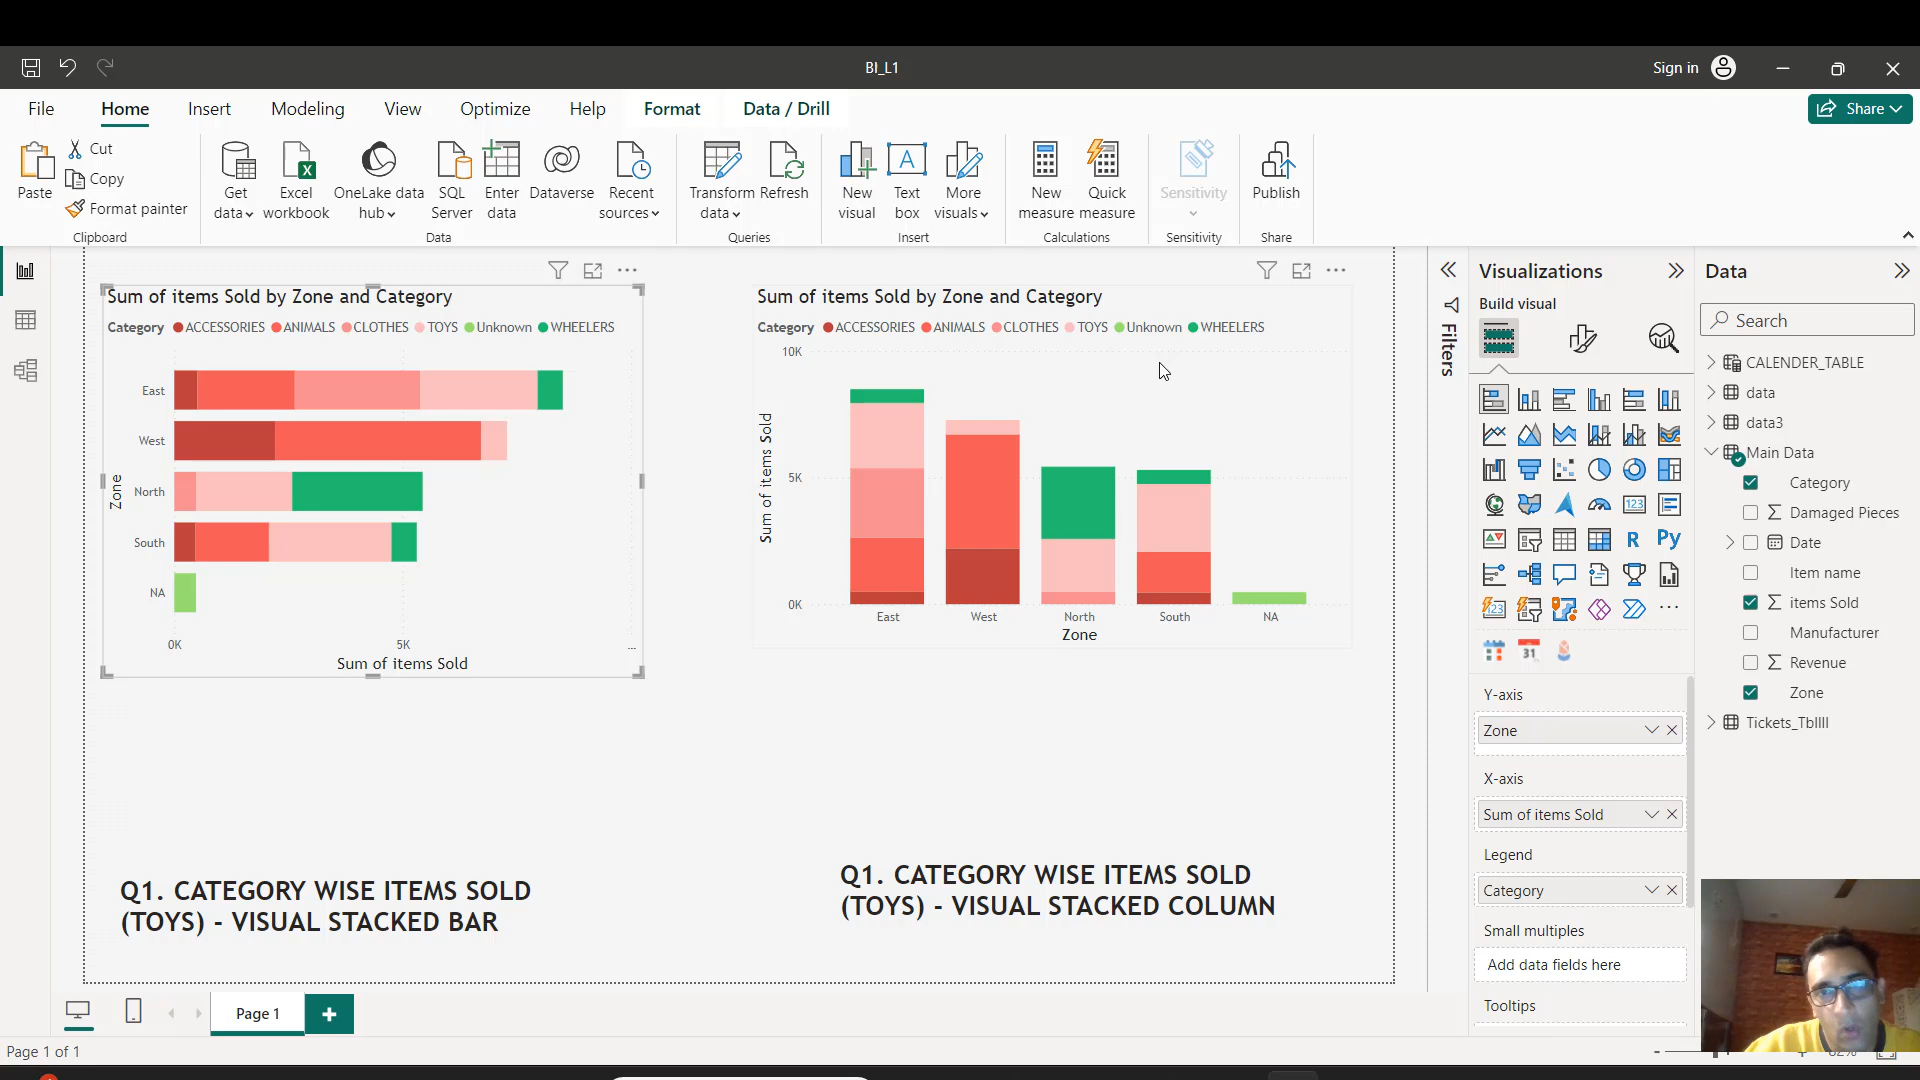 BI_L1
Sign in
File
Home
Insert
Modeling
View
Optimize
Help
Format
Data / Drill
Share
Paste
Cut
Copy
Format painter
Clipboard
Get data
Excel workbook
OneLake data hub
SQL Server
Enter data
Dataverse
Recent sources
Data
Transform data
Refresh
Queries
New visual
Text box
More visuals
Insert
New measure
Quick measure
Calculations
Sensitivity
Sensitivity
Publish
Share
Sum of items Sold by Zone and Category
Category ACCESSORIES ANIMALS CLOTHES TOYS Unknown WHEELERS
Zone
East
West
North
South
NA
0K 5K ...
Sum of items Sold
Sum of items Sold by Zone and Category
Category ACCESSORIES ANIMALS CLOTHES TOYS Unknown WHEELERS
Sum of items Sold
10K
5K
0K
East West North South NA
Zone
Q1. CATEGORY WISE ITEMS SOLD
(TOYS) - VISUAL STACKED BAR
Q1. CATEGORY WISE ITEMS SOLD
(TOYS) - VISUAL STACKED COLUMN
Filters
Visualizations
Build visual
123
R
Py
123
31
Y-axis
Zone
X-axis
Sum of items Sold
Legend
Category
Small multiples
Add data fields here
Tooltips
Data
Search
CALENDER_TABLE
data
data3
Main Data
Category
Damaged Pieces
Date
Item name
items Sold
Manufacturer
Revenue
Zone
Tickets_Tbllll
Page 1
Page 1 of 1